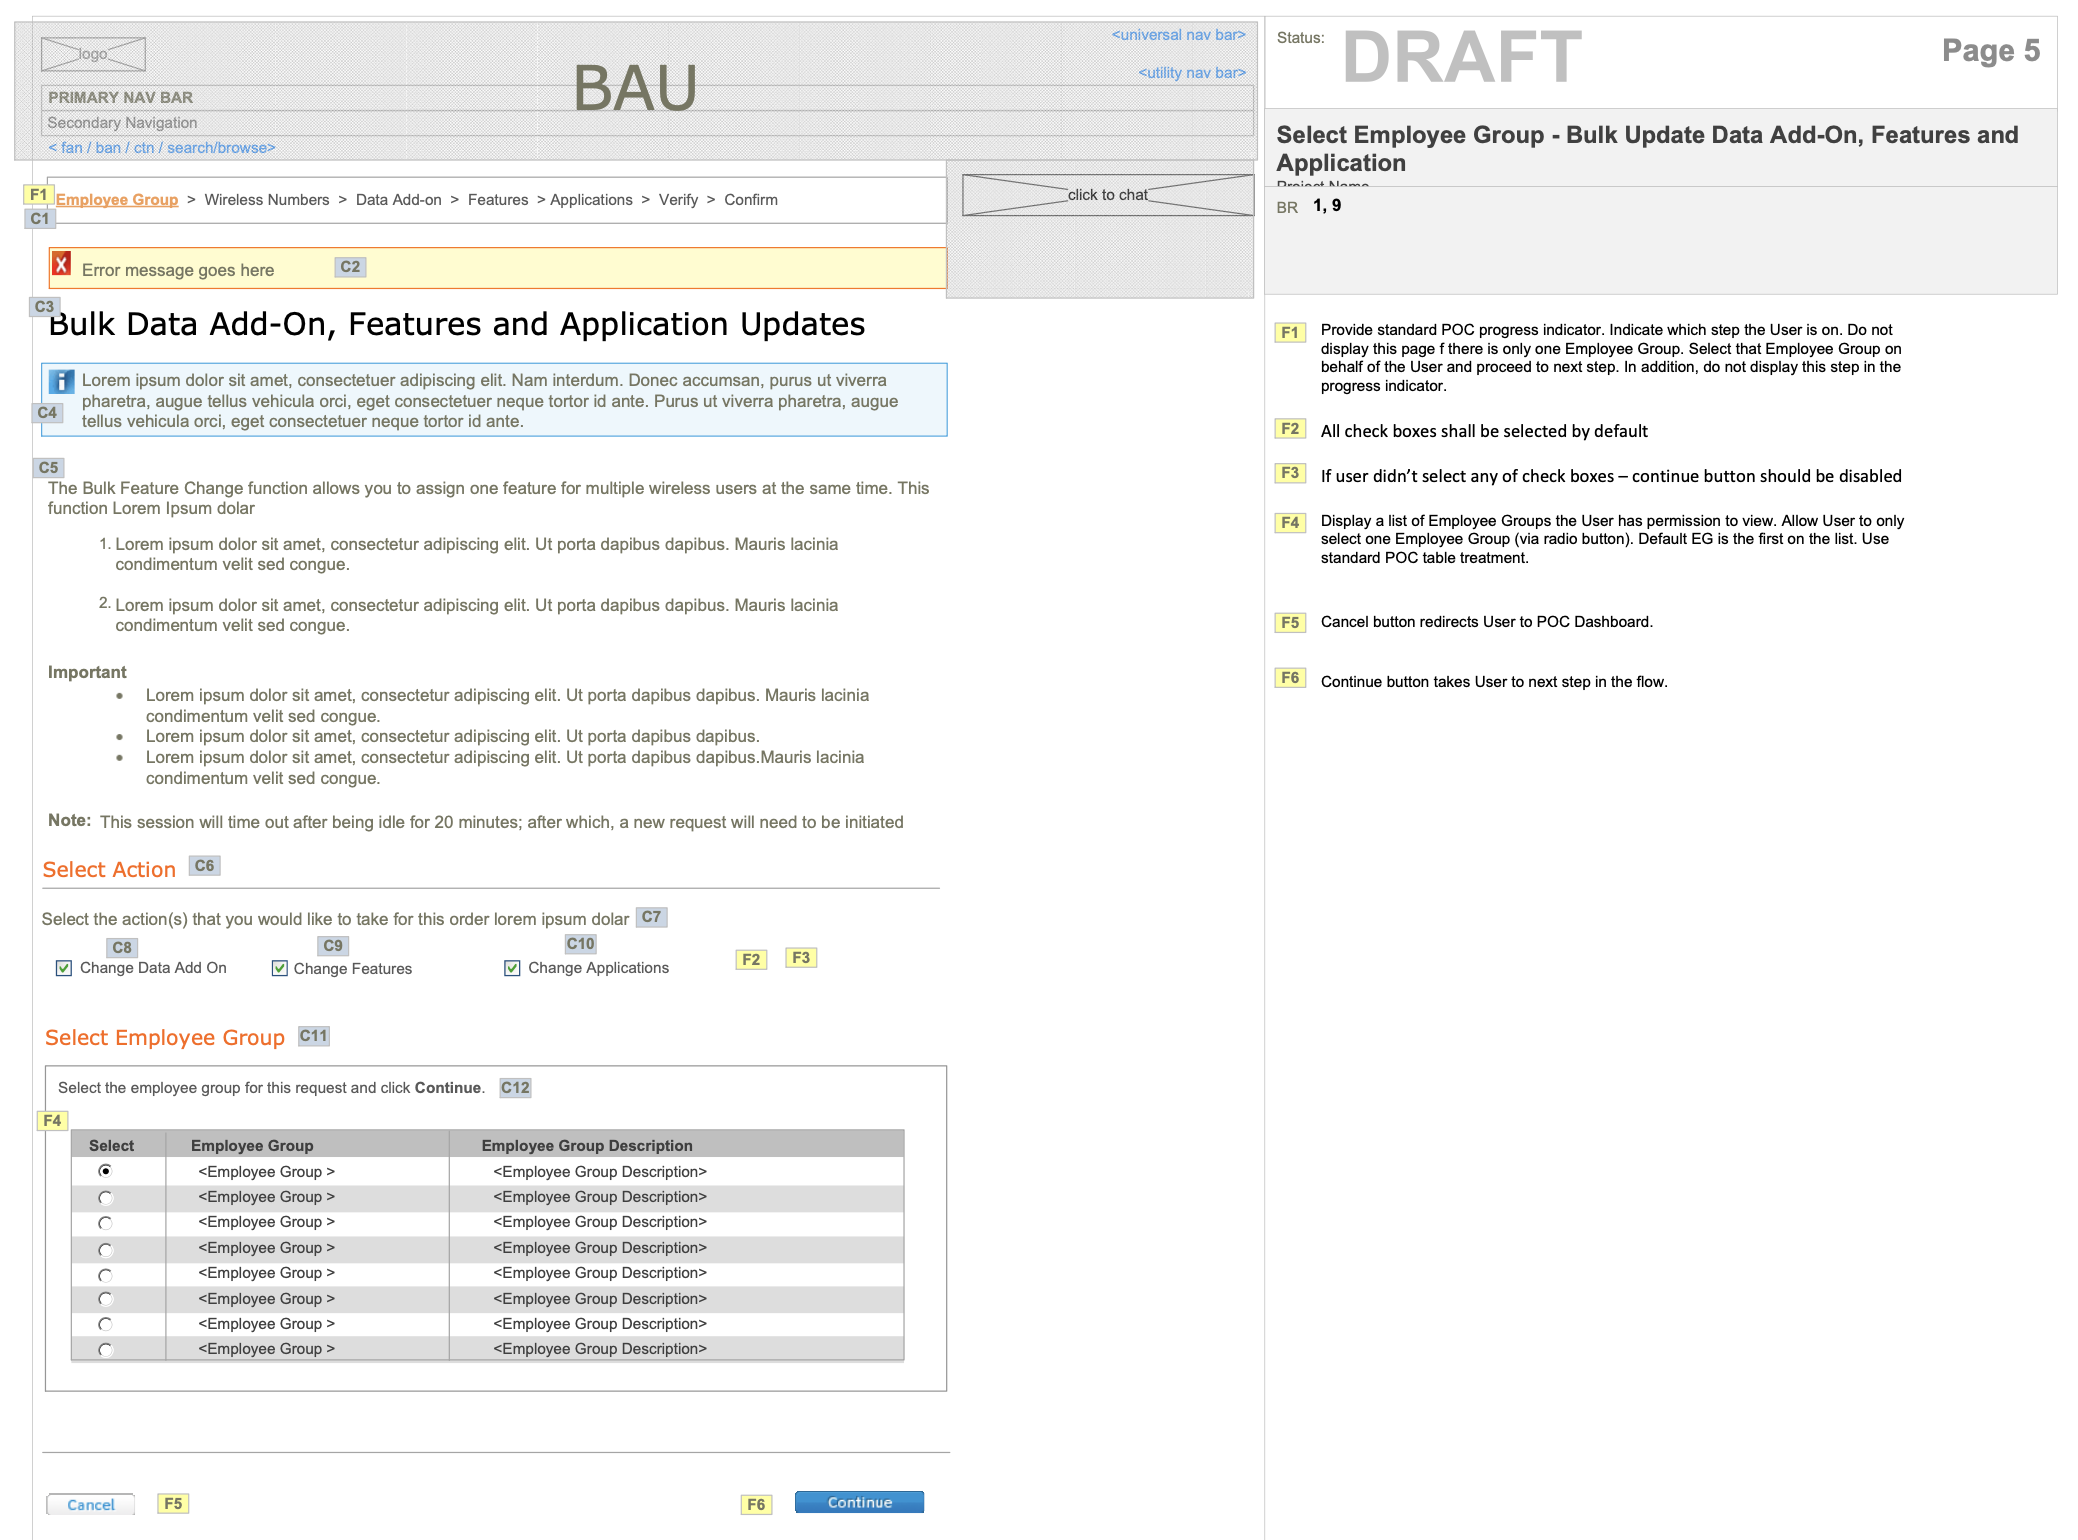 logo
<universal nav bar>
BAU
<utility nav bar>
PRIMARY NAV BAR
Secondary Navigation
< fan / ban / ctn / search/browse>
F1
Employee Group > Wireless Numbers > Data Add-on > Features > Applications > Verify > Confirm
C1
click to chat
Error message goes here
C2
C3
Bulk Data Add-On, Features and Application Updates
Lorem ipsum dolor sit amet, consectetuer adipiscing elit. Nam interdum. Donec accumsan, purus ut viverra
pharetra, augue tellus vehicula orci, eget consectetuer neque tortor id ante. Purus ut viverra pharetra, augue
tellus vehicula orci, eget consectetuer neque tortor id ante.
C4
C5
The Bulk Feature Change function allows you to assign one feature for multiple wireless users at the same time. This
function Lorem Ipsum dolar
1. Lorem ipsum dolor sit amet, consectetur adipiscing elit. Ut porta dapibus dapibus. Mauris lacinia
condimentum velit sed congue.
2. Lorem ipsum dolor sit amet, consectetur adipiscing elit. Ut porta dapibus dapibus. Mauris lacinia
condimentum velit sed congue.
Important
• Lorem ipsum dolor sit amet, consectetur adipiscing elit. Ut porta dapibus dapibus. Mauris lacinia
condimentum velit sed congue.
• Lorem ipsum dolor sit amet, consectetur adipiscing elit. Ut porta dapibus dapibus.
• Lorem ipsum dolor sit amet, consectetur adipiscing elit. Ut porta dapibus dapibus.Mauris lacinia
condimentum velit sed congue.
Note: This session will time out after being idle for 20 minutes; after which, a new request will need to be initiated
Select Action C6
Select the action(s) that you would like to take for this order lorem ipsum dolar C7
C8 C9 C10
Change Data Add On Change Features Change Applications F2 F3
Select Employee Group C11
Select the employee group for this request and click Continue. C12
F4
Select Employee Group Employee Group Description
<Employee Group > <Employee Group Description>
<Employee Group > <Employee Group Description>
<Employee Group > <Employee Group Description>
<Employee Group > <Employee Group Description>
<Employee Group > <Employee Group Description>
<Employee Group > <Employee Group Description>
<Employee Group > <Employee Group Description>
<Employee Group > <Employee Group Description>
Cancel F5 F6 Continue
Status: DRAFT Page 5
Select Employee Group - Bulk Update Data Add-On, Features and
Application
Project Name
BR 1, 9
F1 Provide standard POC progress indicator. Indicate which step the User is on. Do not
display this page f there is only one Employee Group. Select that Employee Group on
behalf of the User and proceed to next step. In addition, do not display this step in the
progress indicator.
F2 All check boxes shall be selected by default
F3 If user didn’t select any of check boxes – continue button should be disabled
F4 Display a list of Employee Groups the User has permission to view. Allow User to only
select one Employee Group (via radio button). Default EG is the first on the list. Use
standard POC table treatment.
F5 Cancel button redirects User to POC Dashboard.
F6 Continue button takes User to next step in the flow.